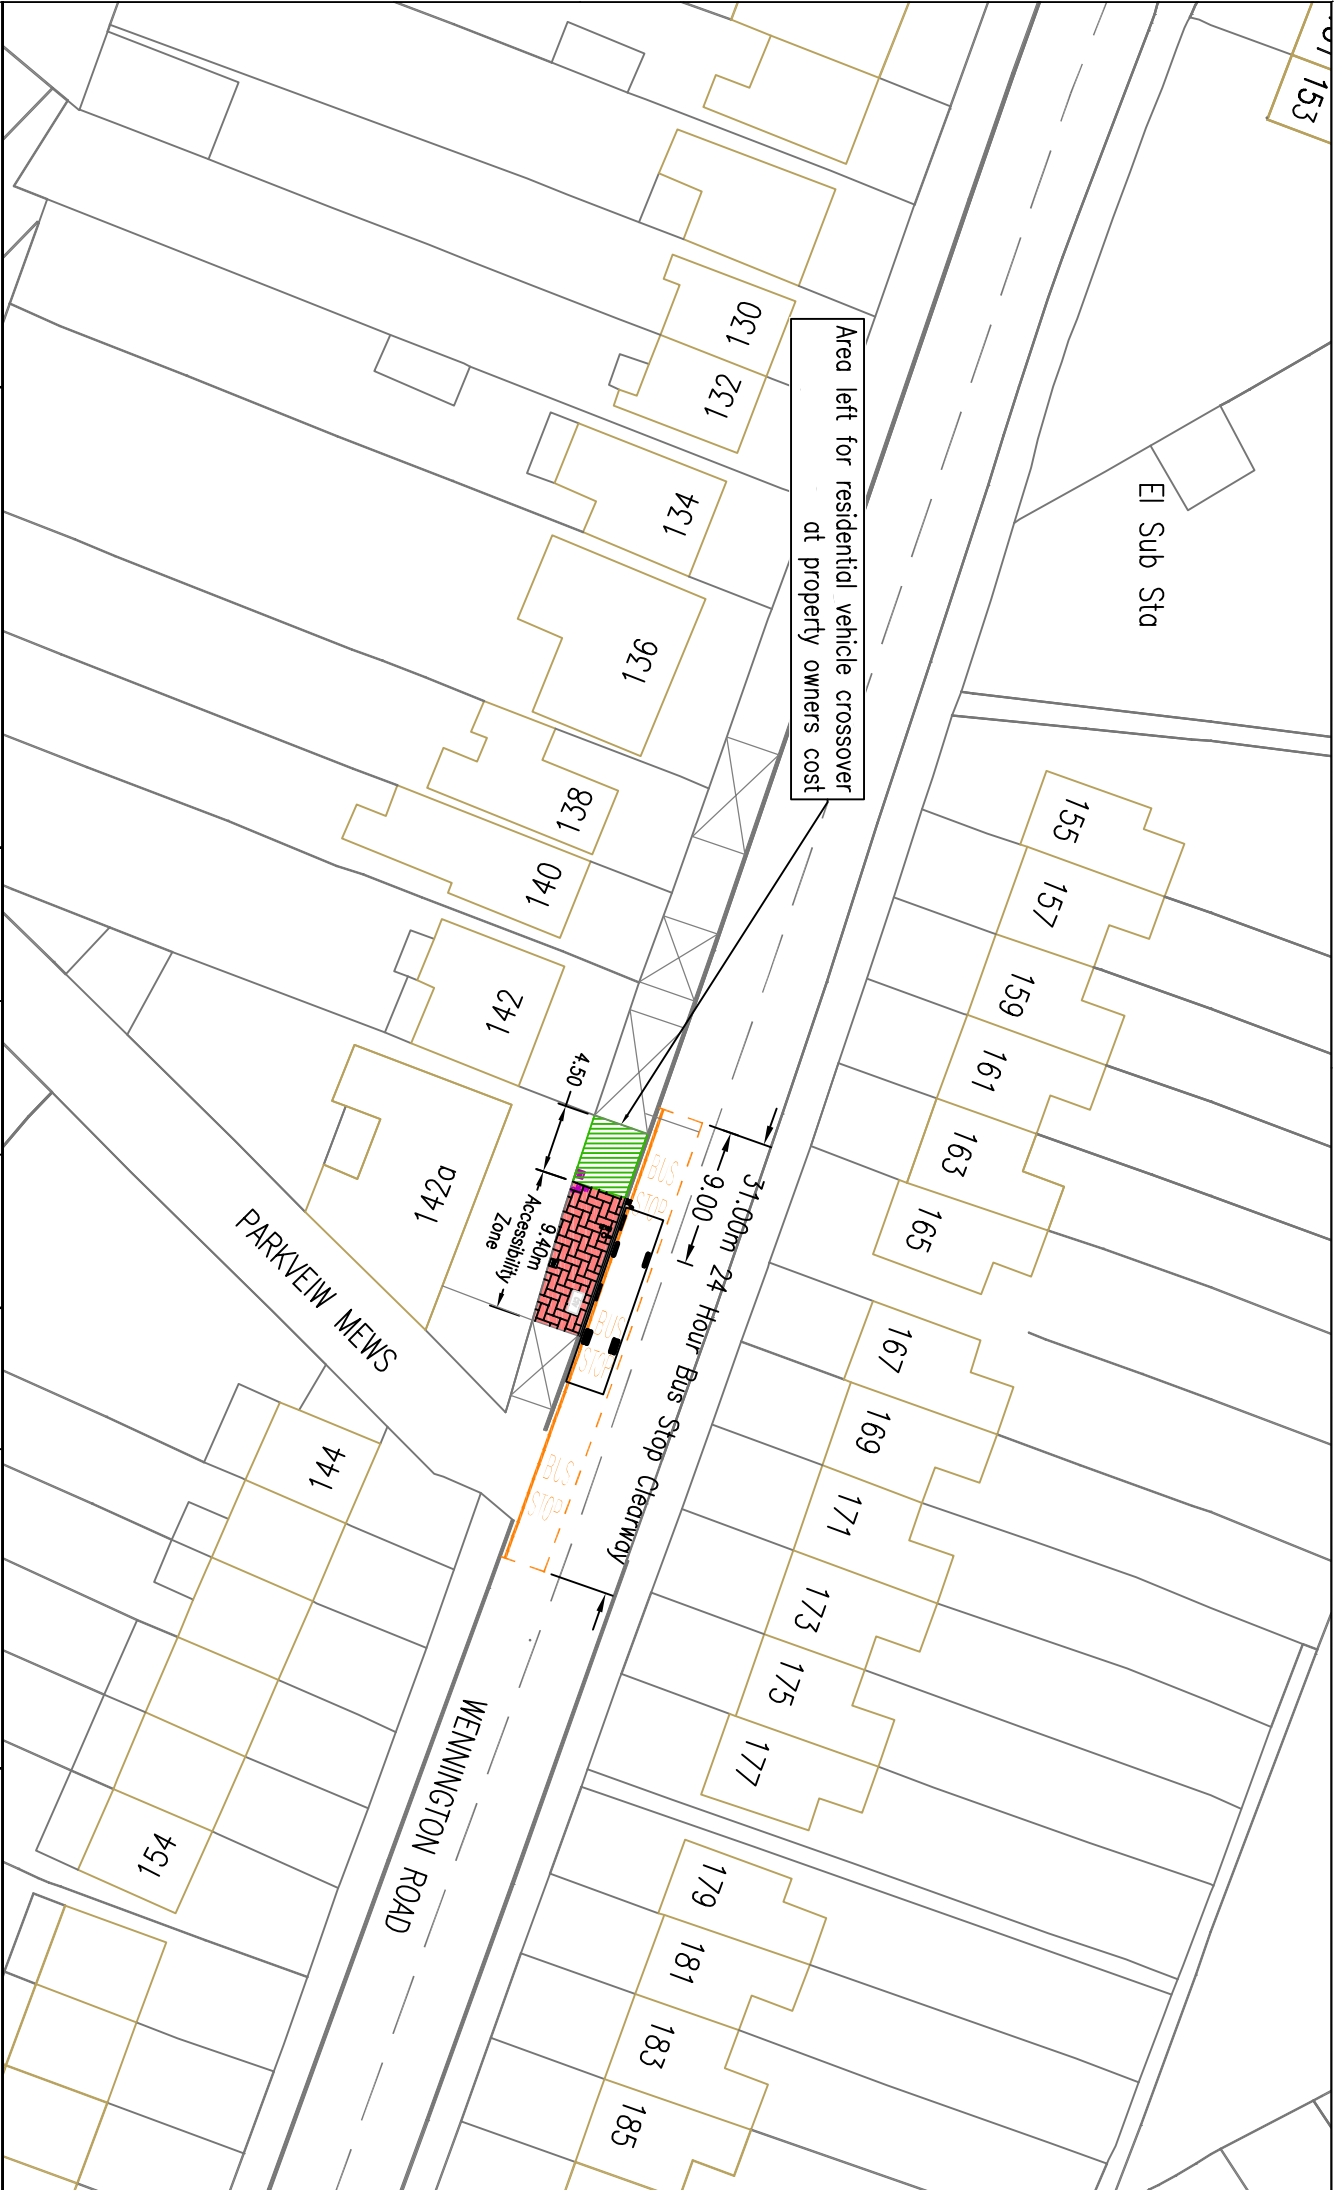 153
El Sub Sta
Area left for residential vehicle crossover
at property owners cost
130
132
134
136
138
140
142
142a
144
154
155
157
159
161
163
165
167
169
171
173
175
177
179
181
183
185
4.50
9.00
31.00m 24 Hour Bus Stop Clearway
9.40m
Accessibility
Zone
BUS
STOP
BUS
STOP
BUS
STOP
PARKVEIW MEWS
WENNINGTON ROAD